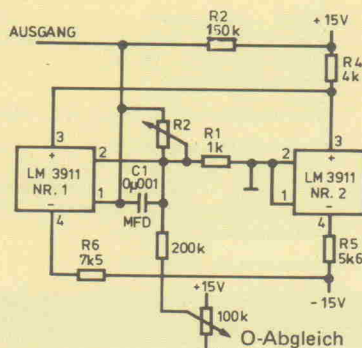 R2
150k
+15V
AUSGANG
R4
4k
3
+
LM 3911
NR. 1
-
4
2
1
R2
C1
0µ001
MFD
R1
1k
3
+
2
LM 3911
NR. 2
1
-
4
R6
7k5
200k
R5
5k6
+15V
-15V
100k
O-Abgleich